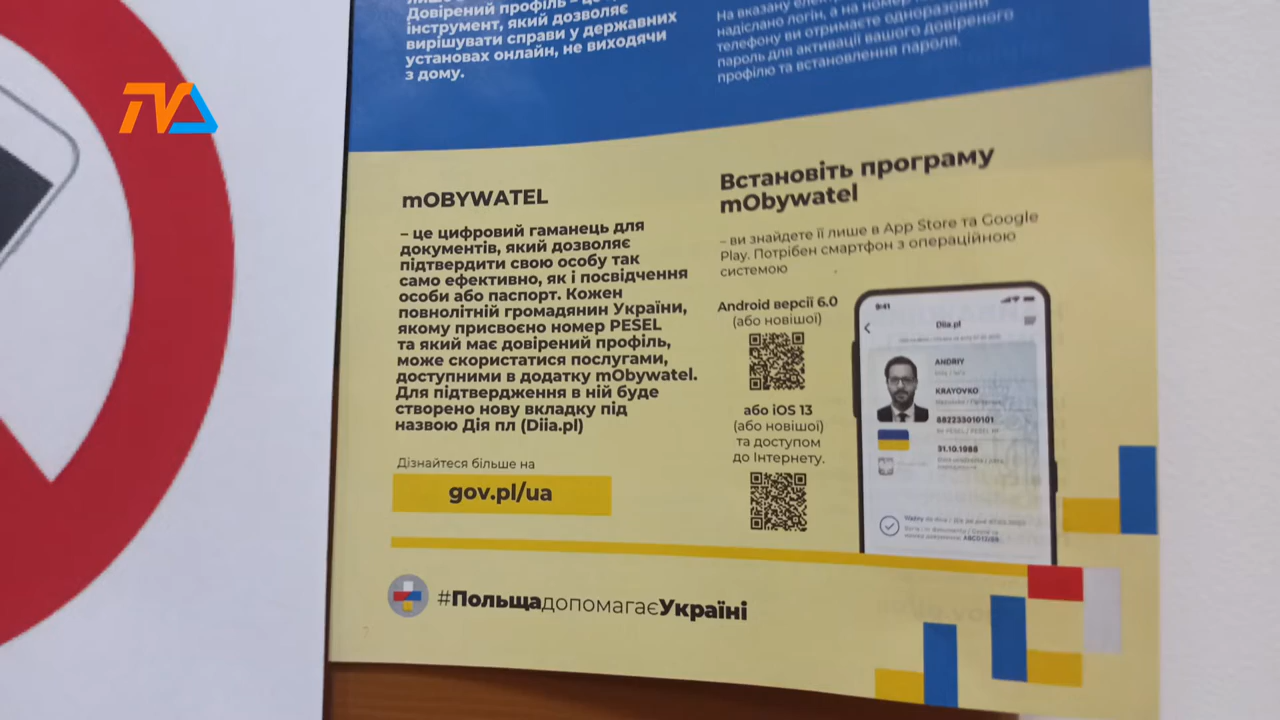 TVA
Довірений профіль – це
інструмент, який дозволяє
вирішувати справи у державних
установах онлайн, не виходячи
з дому.
На вказану
надіслано логін, а на номер
телефону ви отримаєте одноразовий
пароль для активації вашого довіреного
профілю та встановлення пароля.
mOBYWATEL
– це цифровий гаманець для
документів, який дозволяє
підтвердити свою особу так
само ефективно, як і посвідчення
особи або паспорт. Кожен
повнолітній громадянин України,
якому присвоєно номер PESEL
та який має довірений профіль,
може скористатися послугами,
доступними в додатку mObywatel.
Для підтвердження в ній буде
створено нову вкладку під
назвою Дія пл (Diia.pl)
Дізнайтеся більше на
gov.pl/ua
Встановіть програму
mObywatel
– ви знайдете її лише в App Store та Google
Play. Потрібен смартфон з операційною
системою
Android версії 6.0
(або новішої)
або iOS 13
(або новішої)
та доступом
до Інтернету.
9:41
Diia.pl
ANDRIY
KRAYOVKO
882233010101
31.10.1988
#ПольщадопомагаєУкраїні